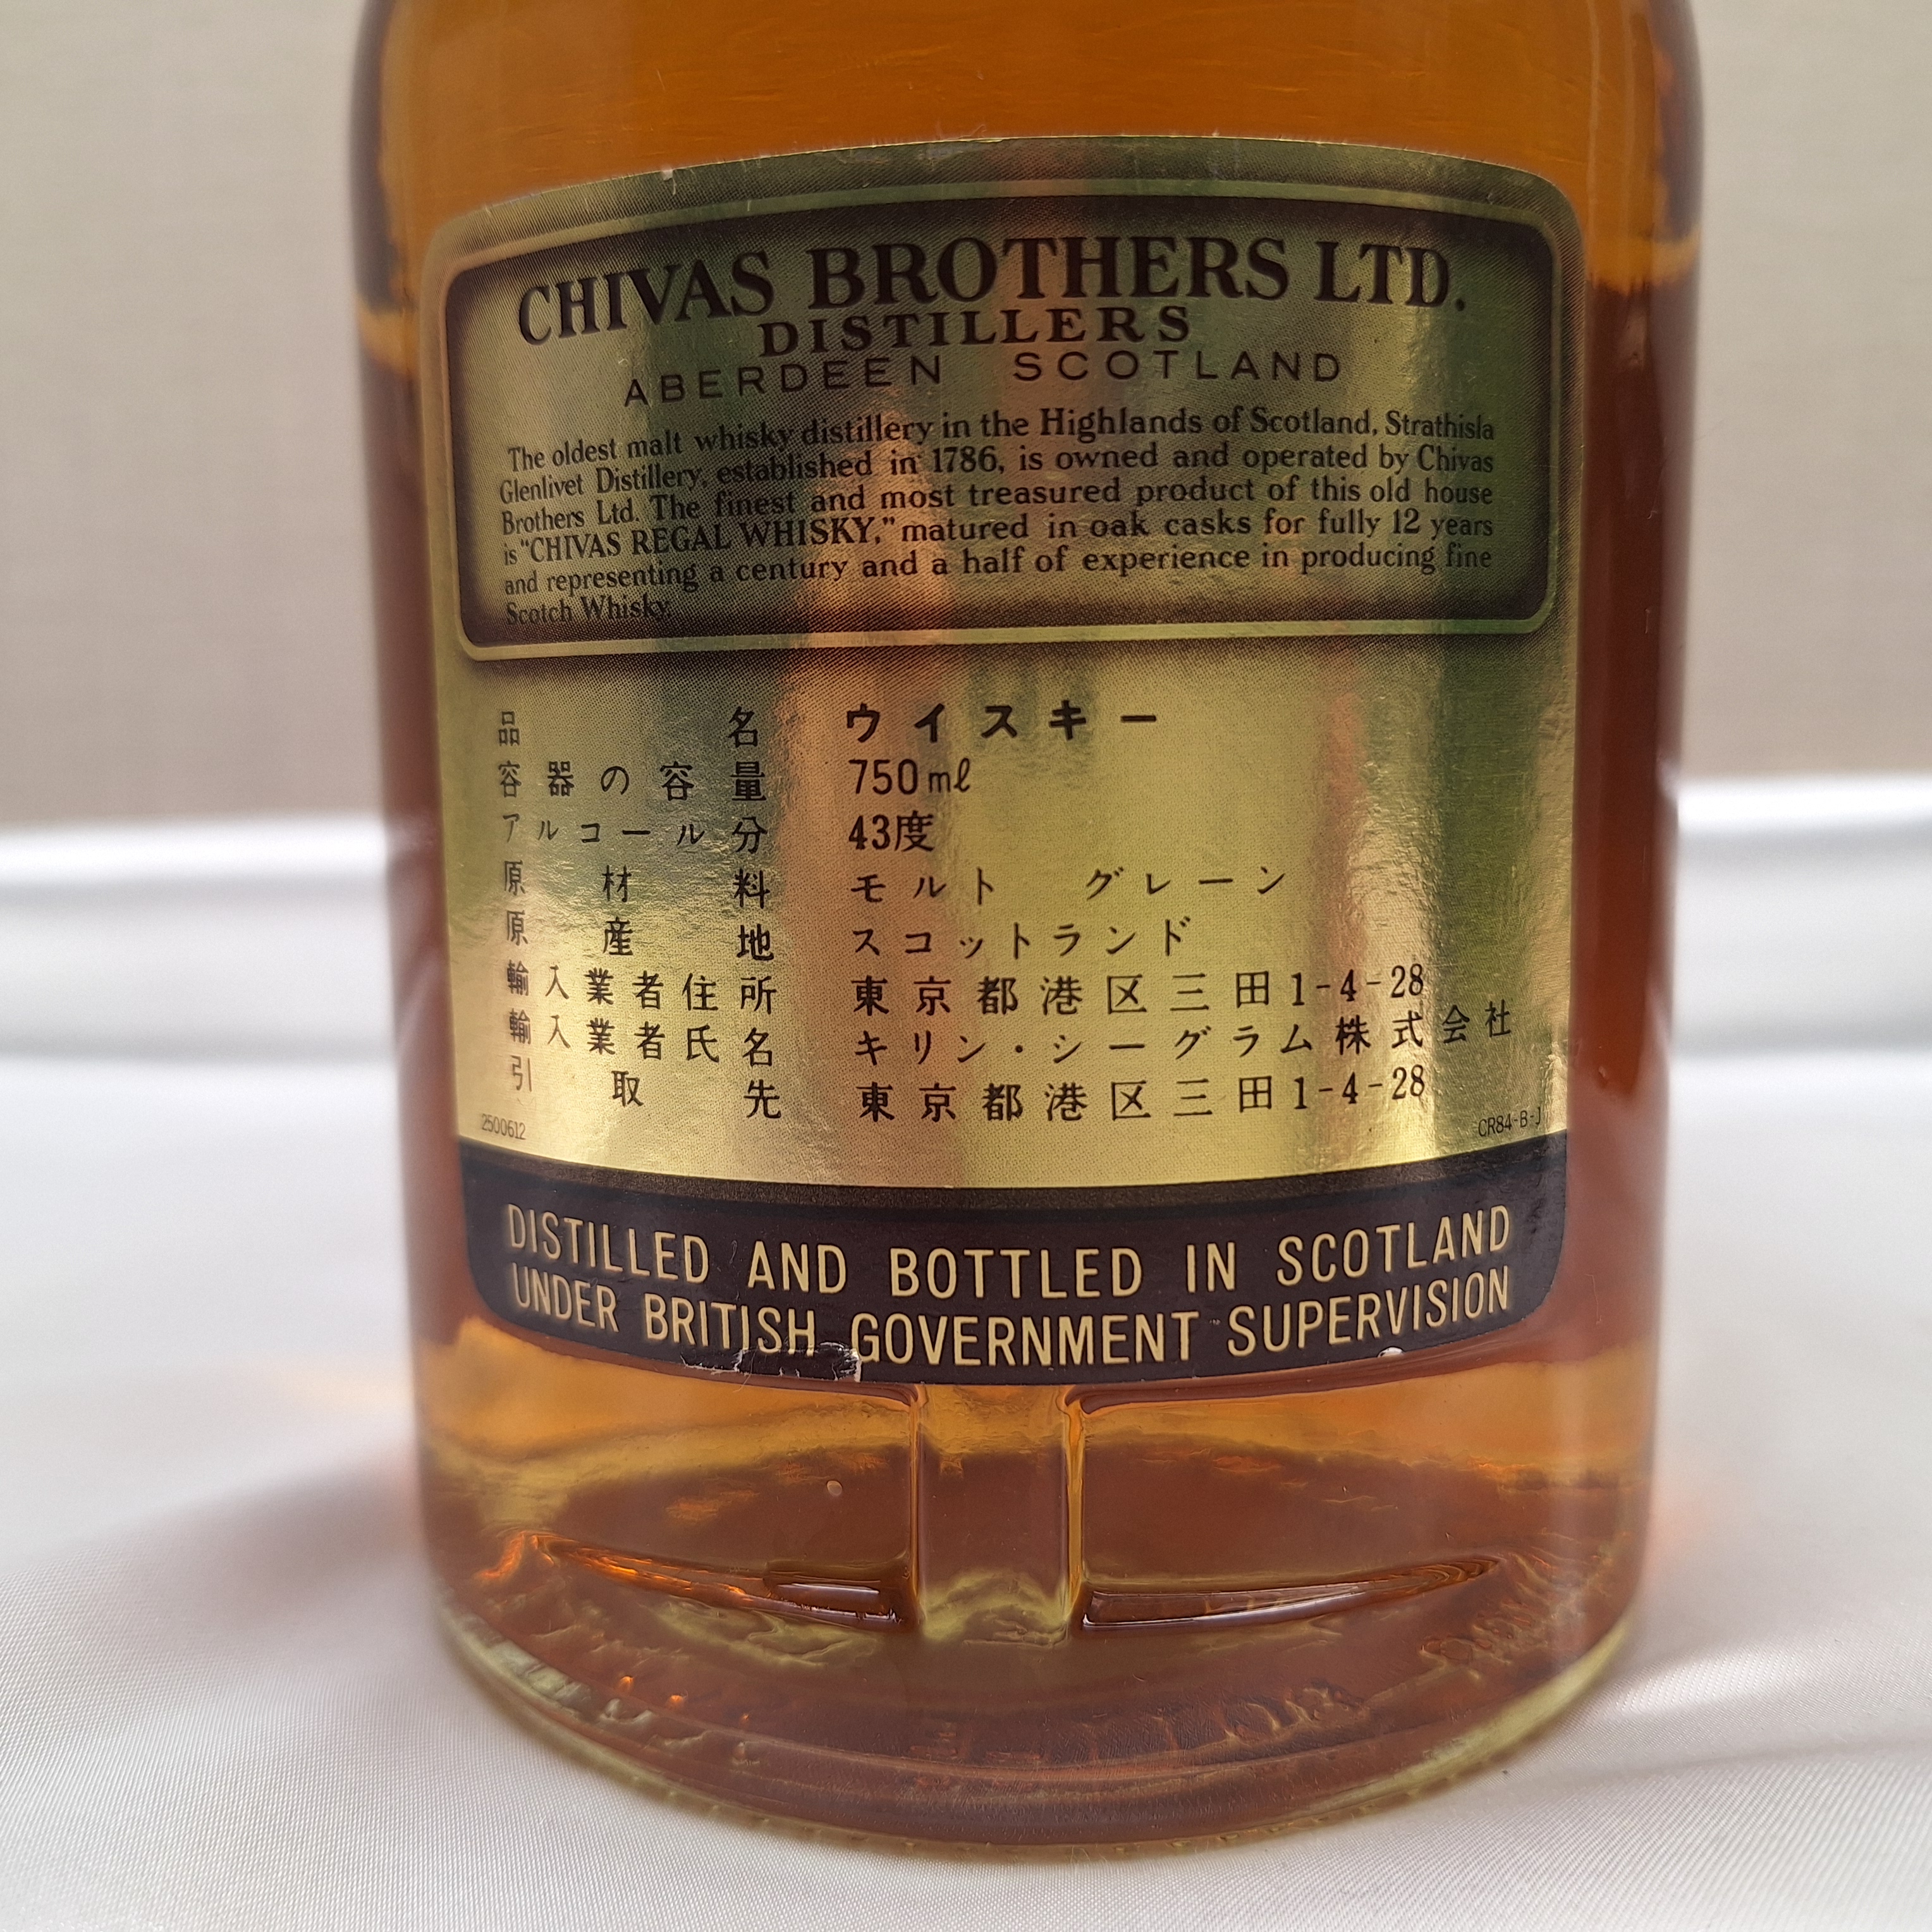 CHIVAS BROTHERS LTD.
DISTILLERS
ABERDEEN SCOTLAND
The oldest malt whisky distillery in the Highlands of Scotland, Strathisla
Glenlivet Distillery, established in 1786, is owned and operated by Chivas
Brothers Ltd. The finest and most treasured product of this old house
is "CHIVAS REGAL WHISKY," matured in oak casks for fully 12 years
and representing a century and a half of experience in producing fine
Scotch Whisky.
品名 ウイスキー
容器の容量 750mℓ
アルコール分 43度
原材料 モルト グレーン
原産地 スコットランド
輸入業者住所 東京都港区三田1-4-28
輸入業者氏名 キリン・シーグラム株式会社
引取先 東京都港区三田1-4-28
2500612 CR84-B-J
DISTILLED AND BOTTLED IN SCOTLAND
UNDER BRITISH GOVERNMENT SUPERVISION